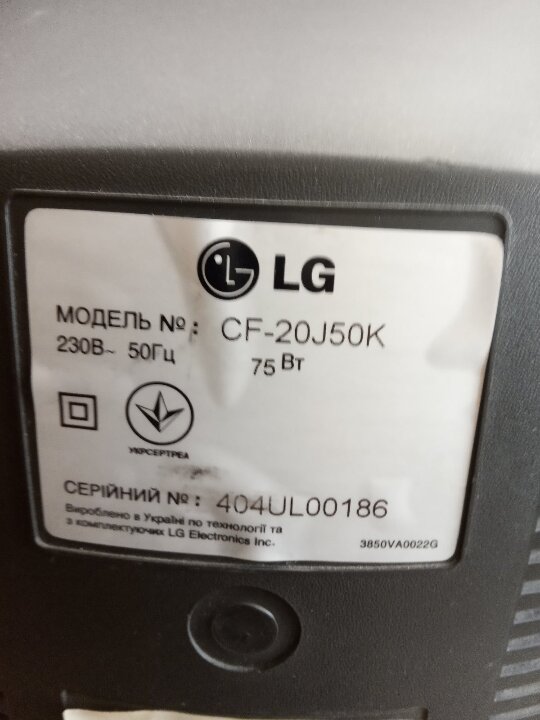 LG
МОДЕЛЬ №: CF-20J50K
230В~ 50Гц 75 Вт
УКРСЕРТРЕА
СЕРІЙНИЙ №: 404UL00186
Вироблено в Україні по технології та
з комплектуючих LG Electronics Inc.
3850VA0022G